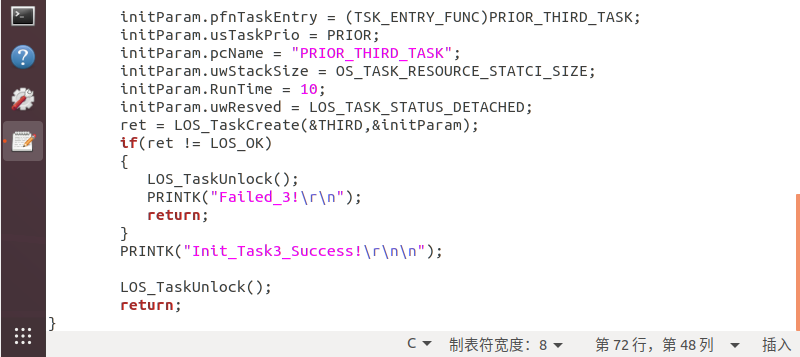 initParam.pfnTaskEntry = (TSK_ENTRY_FUNC)PRIOR_THIRD_TASK;
initParam.usTaskPrio = PRIOR;
initParam.pcName = "PRIOR_THIRD_TASK";
initParam.uwStackSize = OS_TASK_RESOURCE_STATCI_SIZE;
initParam.RunTime = 10;
initParam.uwResved = LOS_TASK_STATUS_DETACHED;
ret = LOS_TaskCreate(&THIRD,&initParam);
if(ret != LOS_OK)
{
LOS_TaskUnlock();
PRINTK("Failed_3!\r\n");
return;
}
PRINTK("Init_Task3_Success!\r\n\n");
LOS_TaskUnlock();
return;
}
C 制表符宽度：8 第 72 行，第 48 列 插入